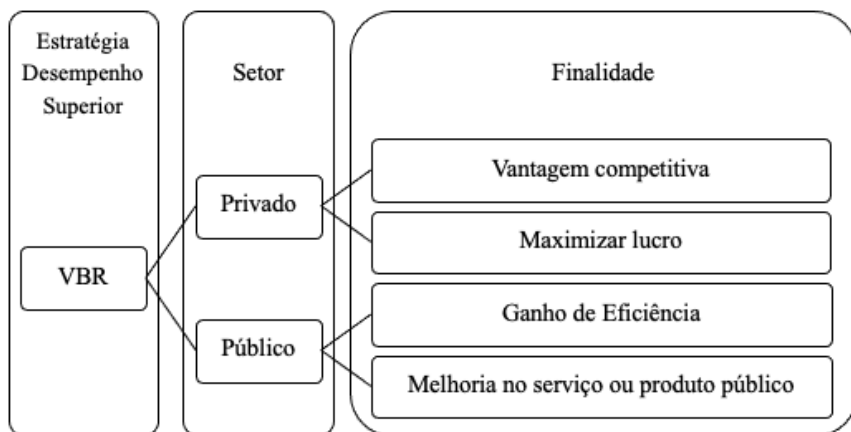 Estratégia
Desempenho
Superior
Setor
Finalidade
VBR
Privado
Público
Vantagem competitiva
Maximizar lucro
Ganho de Eficiência
Melhoria no serviço ou produto público